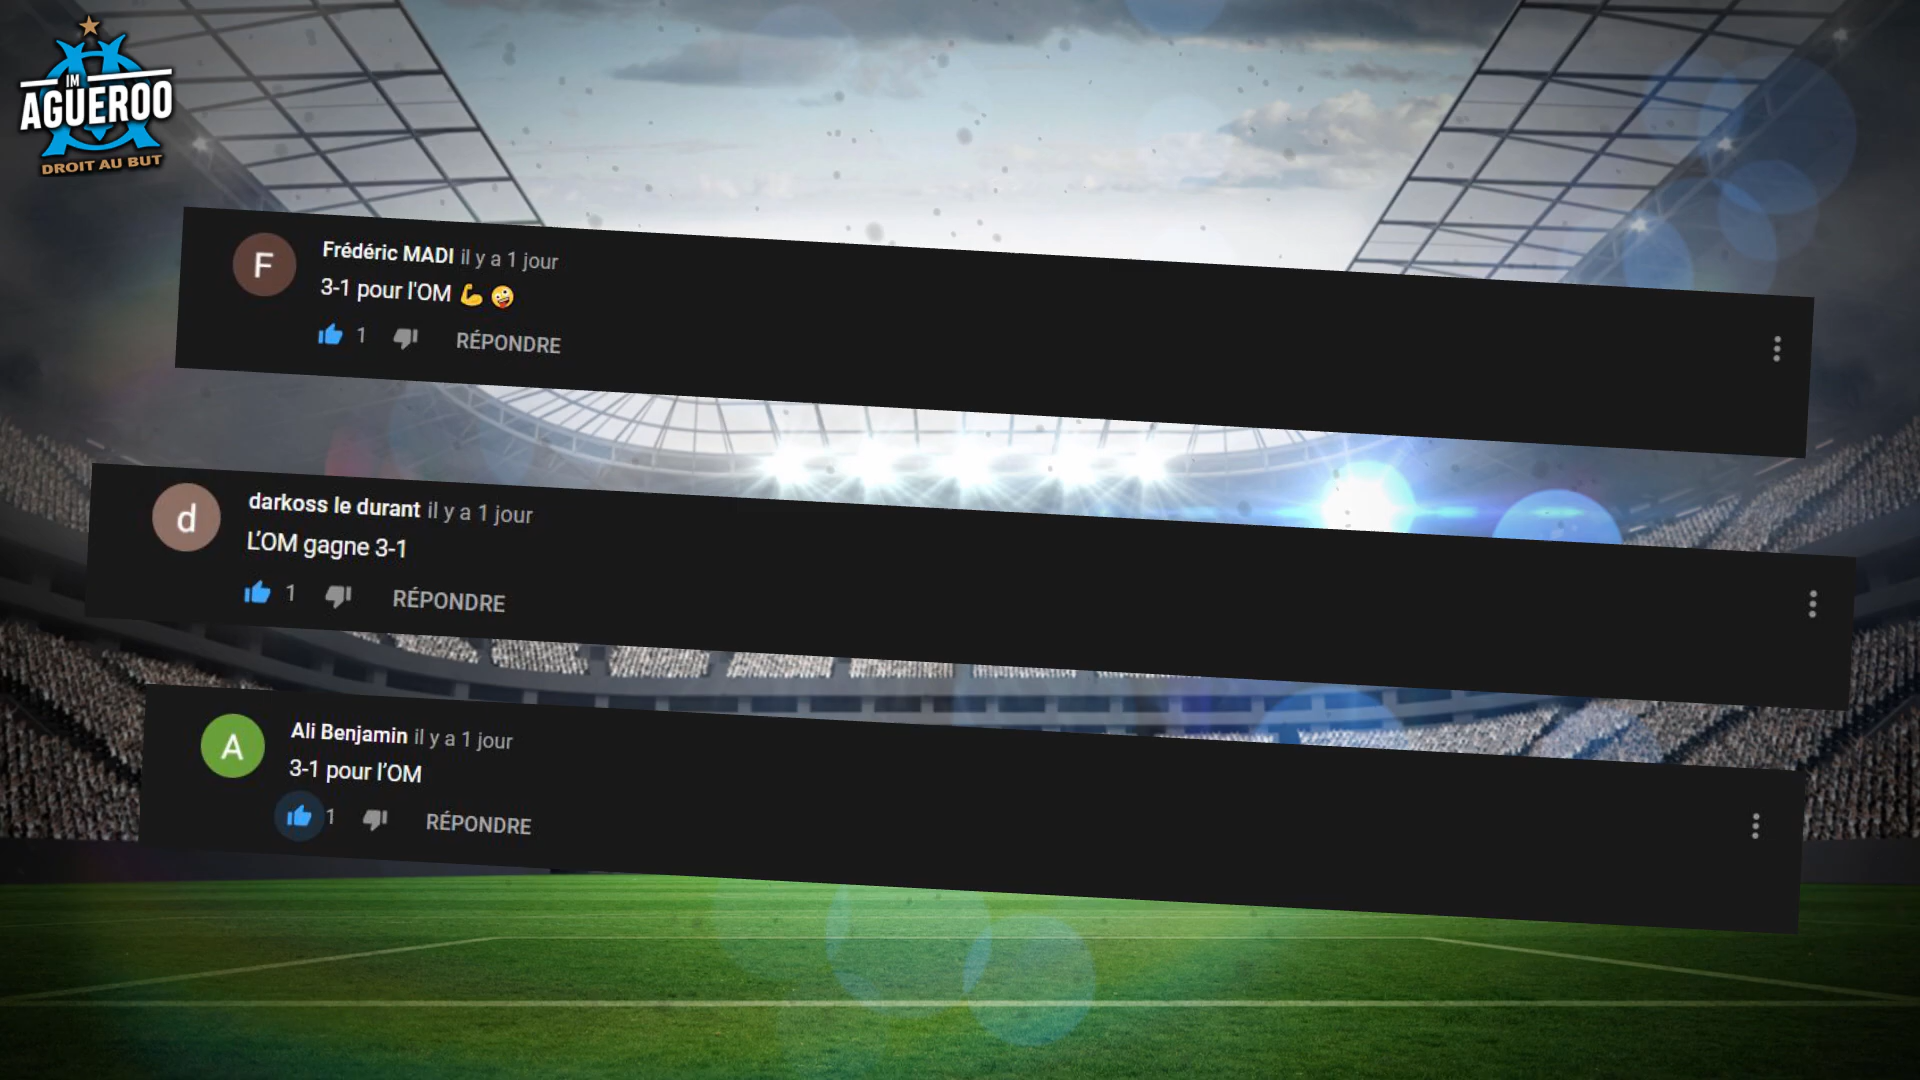 IM
AGUEROO
DROIT AU BUT
F
Frédéric MADI il y a 1 jour
3-1 pour l'OM 💪 🤪
1 RÉPONDRE
d
darkoss le durant il y a 1 jour
L'OM gagne 3-1
1 RÉPONDRE
A
Ali Benjamin il y a 1 jour
3-1 pour l'OM
1 RÉPONDRE